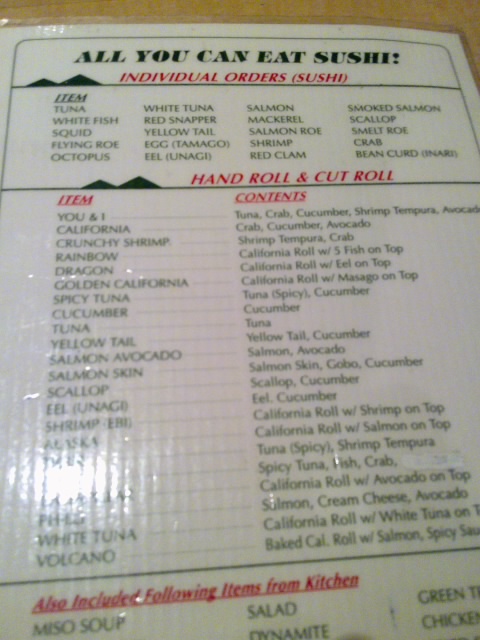 ALL YOU CAN EAT SUSHI!
INDIVIDUAL ORDERS (SUSHI)
ITEM
TUNA WHITE TUNA SALMON SMOKED SALMON
WHITE FISH RED SNAPPER MACKEREL SCALLOP
SQUID YELLOW TAIL SALMON ROE SMELT ROE
FLYING ROE EGG (TAMAGO) SHRIMP CRAB
OCTOPUS EEL (UNAGI) RED CLAM BEAN CURD (INARI)
HAND ROLL & CUT ROLL
ITEM CONTENTS
YOU & I Tuna, Crab, Cucumber, Shrimp Tempura, Avocado
CALIFORNIA Crab, Cucumber, Avocado
CRUNCHY SHRIMP Shrimp Tempura, Crab
RAINBOW California Roll w/ 5 Fish on Top
DRAGON California Roll w/ Eel on Top
GOLDEN CALIFORNIA California Roll w/ Masago on Top
SPICY TUNA Tuna (Spicy), Cucumber
CUCUMBER Cucumber
TUNA Tuna
YELLOW TAIL Yellow Tail, Cucumber
SALMON AVOCADO Salmon, Avocado
SALMON SKIN Salmon Skin, Gobo, Cucumber
SCALLOP Scallop, Cucumber
EEL (UNAGI) Eel. Cucumber
SHRIMP (EBI) California Roll w/ Shrimp on Top
ALASKA California Roll w/ Salmon on Top
Tuna (Spicy), Shrimp Tempura
Spicy Tuna, Fish, Crab,
California Roll w/ Avocado on Top
Salmon, Cream Cheese, Avocado
WHITE TUNA California Roll w/ White Tuna on T
VOLCANO Baked Cal. Roll w/ Salmon, Spicy Sau
Also Included Following Items from Kitchen
MISO SOUP SALAD GREEN T
DYNAMITE CHICKEN